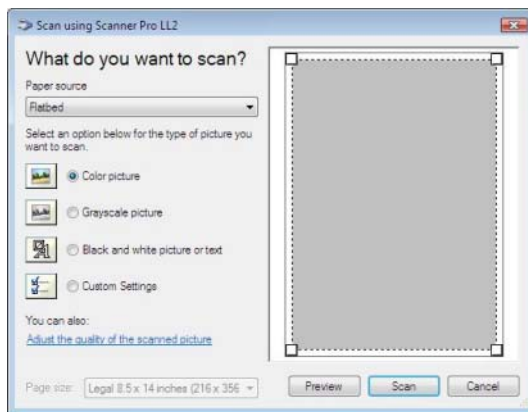 Scan using Scanner Pro LL2
What do you want to scan?
Paper source
Flatbed
Select an option below for the type of picture you
want to scan.
Color picture
Grayscale picture
Black and white picture or text
Custom Settings
You can also:
Adjust the quality of the scanned picture
Page size: Legal 8.5 x 14 inches (216 x 356
Preview Scan Cancel